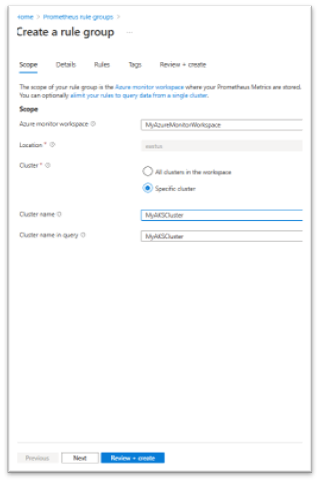 Home > Prometheus rule groups >
Create a rule group ...
Scope Details Rules Tags Review + create
The scope of your rule group is the Azure monitor workspace where your Prometheus Metrics are stored.
You can optionally alimit your rules to query data from a single cluster.
Scope
Azure monitor workspace MyAzureMonitorWorkspace
Location * eastus
Cluster * All clusters in the workspace
Specific cluster
Cluster name MyAKSCluster
Cluster name in query MyAKSCluster
Previous Next Review + create